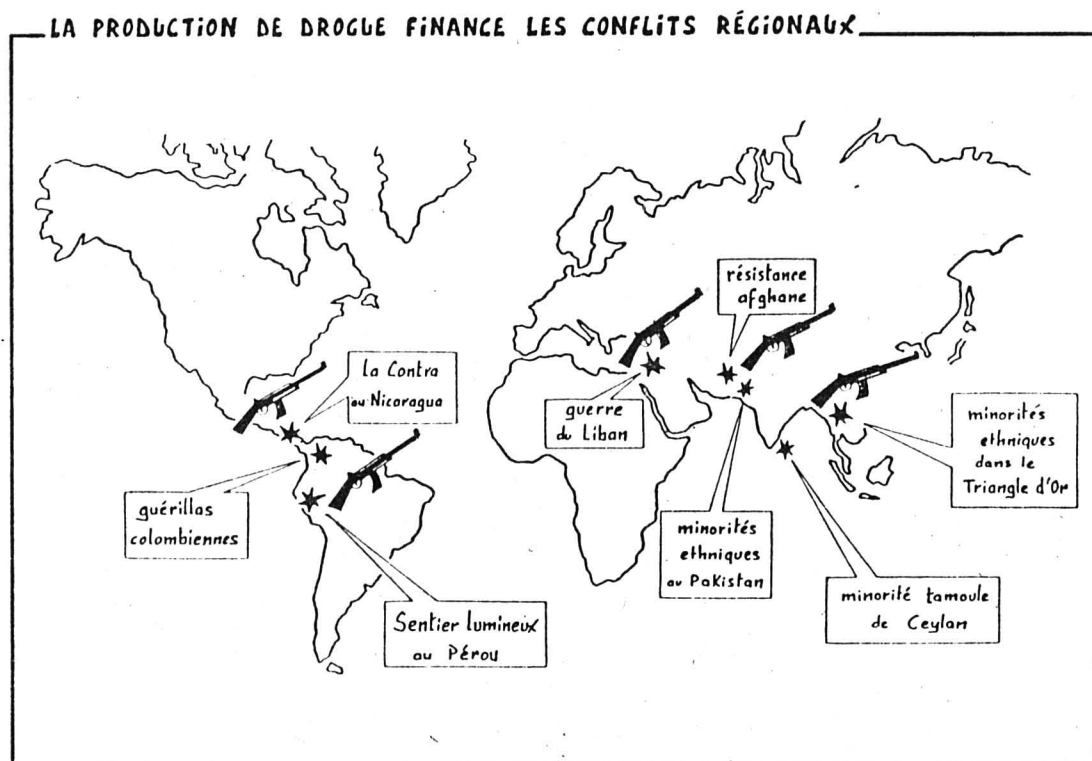 LA PRODUCTION DE DROGUE FINANCE LES CONFLITS RÉGIONAUX
résistance
afghane
la Contra
au Nicaragua
guerre
du Liban
minorités
ethniques
dans le
Triangle d'Or
guérillas
colombiennes
minorités
ethniques
au Pakistan
minorité tamoule
de Ceylan
Sentier lumineux
au Pérou